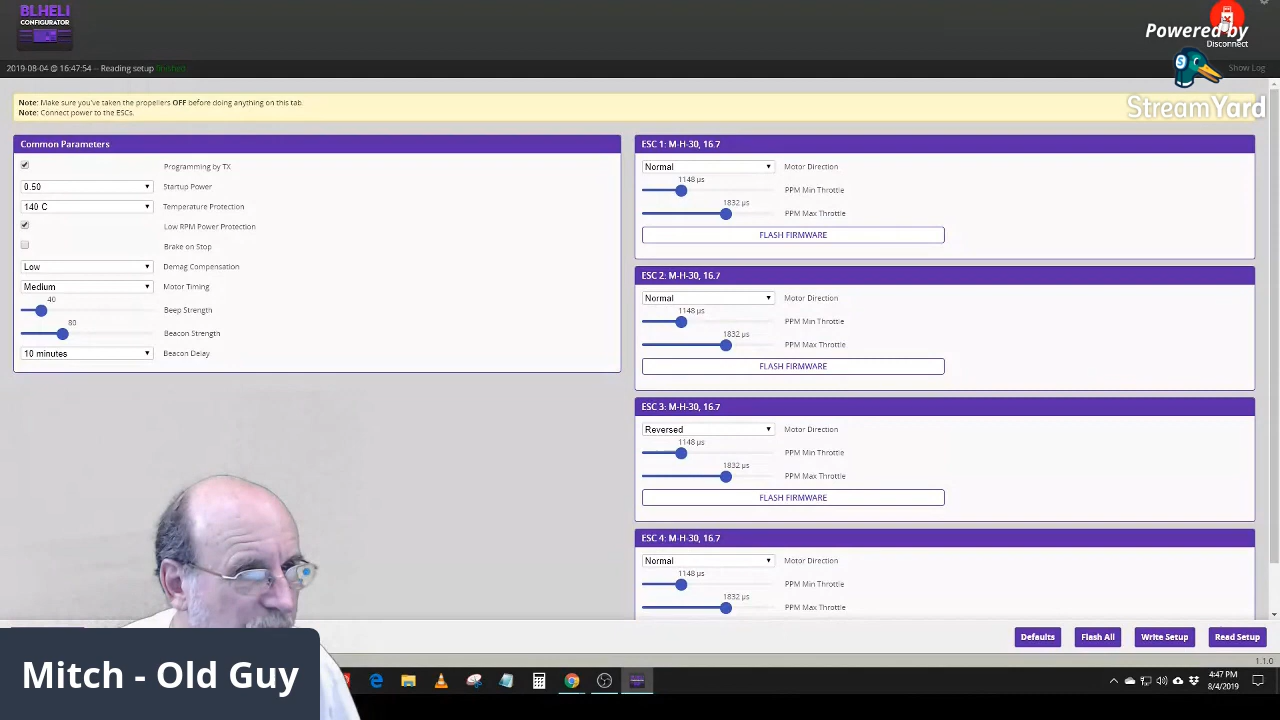 BLHELI
CONFIGURATOR
Powered by
Disconnect
2019-08-04 @ 16:47:54 -- Reading setup finished
Show Log
StreamYard
Note: Make sure you've taken the propellers OFF before doing anything on this tab.
Note: Connect power to the ESCs.
Common Parameters
Programming by TX
0.50 Startup Power
140 C Temperature Protection
Low RPM Power Protection
Brake on Stop
Low Demag Compensation
Medium Motor Timing
40
Beep Strength
80
Beacon Strength
10 minutes Beacon Delay
ESC 1: M-H-30, 16.7
Normal Motor Direction
1148 µs
PPM Min Throttle
1832 µs
PPM Max Throttle
FLASH FIRMWARE
ESC 2: M-H-30, 16.7
Normal Motor Direction
1148 µs
PPM Min Throttle
1832 µs
PPM Max Throttle
FLASH FIRMWARE
ESC 3: M-H-30, 16.7
Reversed Motor Direction
1148 µs
PPM Min Throttle
1832 µs
PPM Max Throttle
FLASH FIRMWARE
ESC 4: M-H-30, 16.7
Normal Motor Direction
1148 µs
PPM Min Throttle
1832 µs
PPM Max Throttle
Defaults Flash All Write Setup Read Setup
1.1.0
Mitch - Old Guy
4:47 PM
8/4/2019